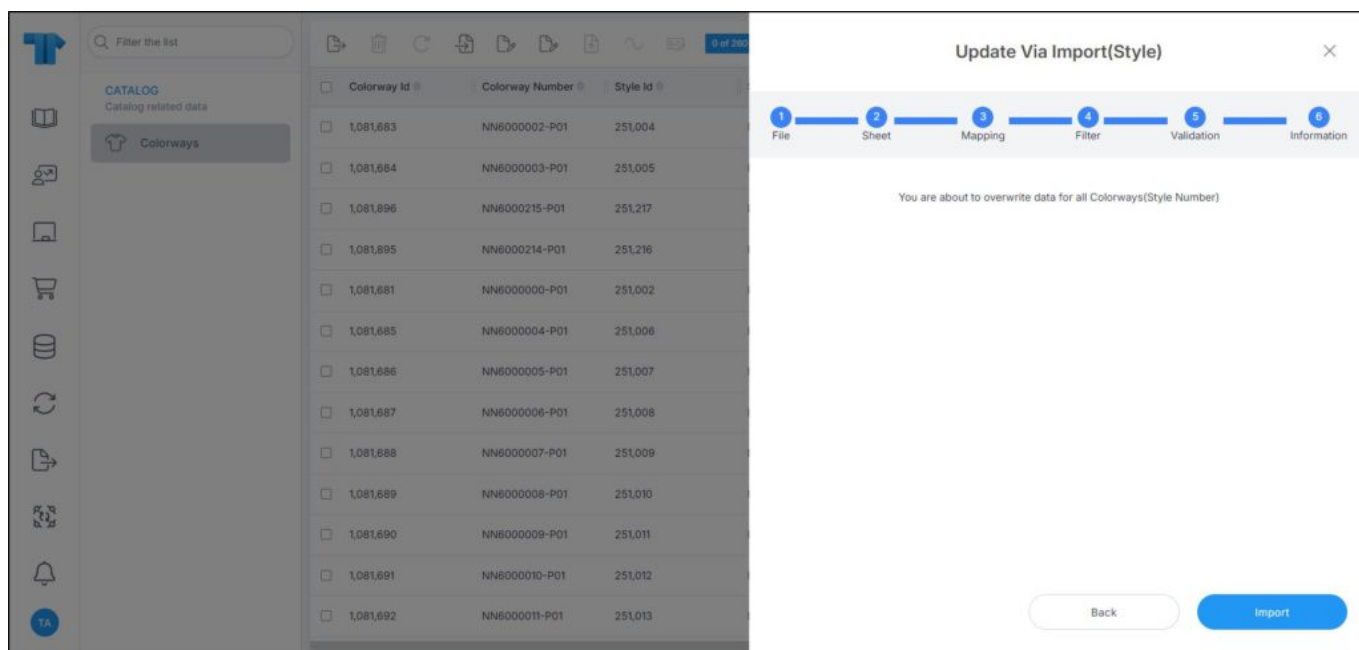 Filter the list
CATALOG
Catalog related data
Colorways
0 of 260
Colorway Id Colorway Number Style Id
1,081,683 NN6000002-P01 251,004
1,081,684 NN6000003-P01 251,005
1,081,896 NN6000215-P01 251,217
1,081,895 NN6000214-P01 251,216
1,081,681 NN6000000-P01 251,002
1,081,685 NN6000004-P01 251,006
1,081,686 NN6000005-P01 251,007
1,081,687 NN6000006-P01 251,008
1,081,688 NN6000007-P01 251,009
1,081,689 NN6000008-P01 251,010
1,081,690 NN6000009-P01 251,011
1,081,691 NN6000010-P01 251,012
1,081,692 NN6000011-P01 251,013
TA
Update Via Import(Style)
1 2 3 4 5 6
File Sheet Mapping Filter Validation Information
You are about to overwrite data for all Colorways(Style Number)
Back Import